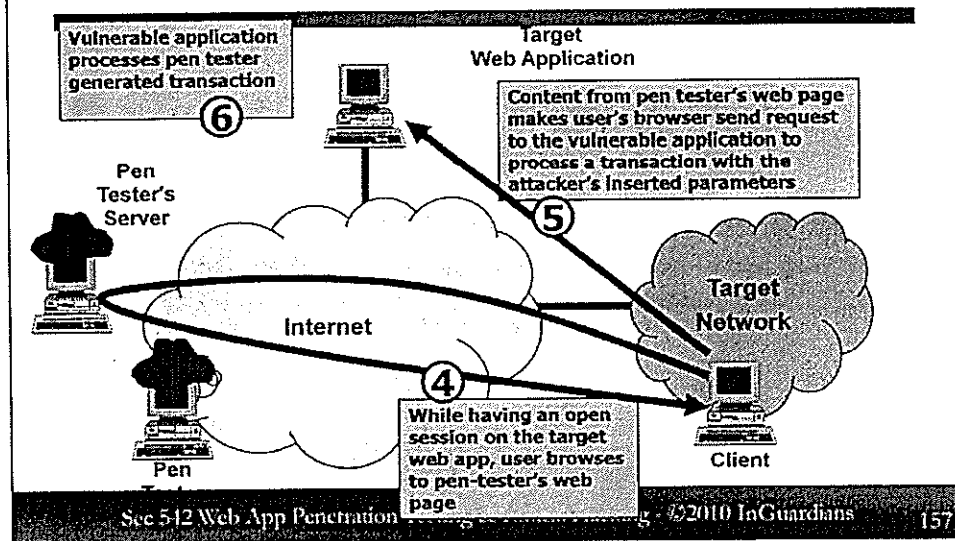 Vulnerable application
processes pen tester
generated transaction
6
Target
Web Application
Content from pen tester's web page
makes user's browser send request
to the vulnerable application to
process a transaction with the
attacker's inserted parameters
Pen
Tester's
Server
5
Target
Network
Internet
4
While having an open
session on the target
web app, user browses
to pen-tester's web
page
Client
Pen
Sec 542 Web App Penetration - ©2010 InGuardians
157